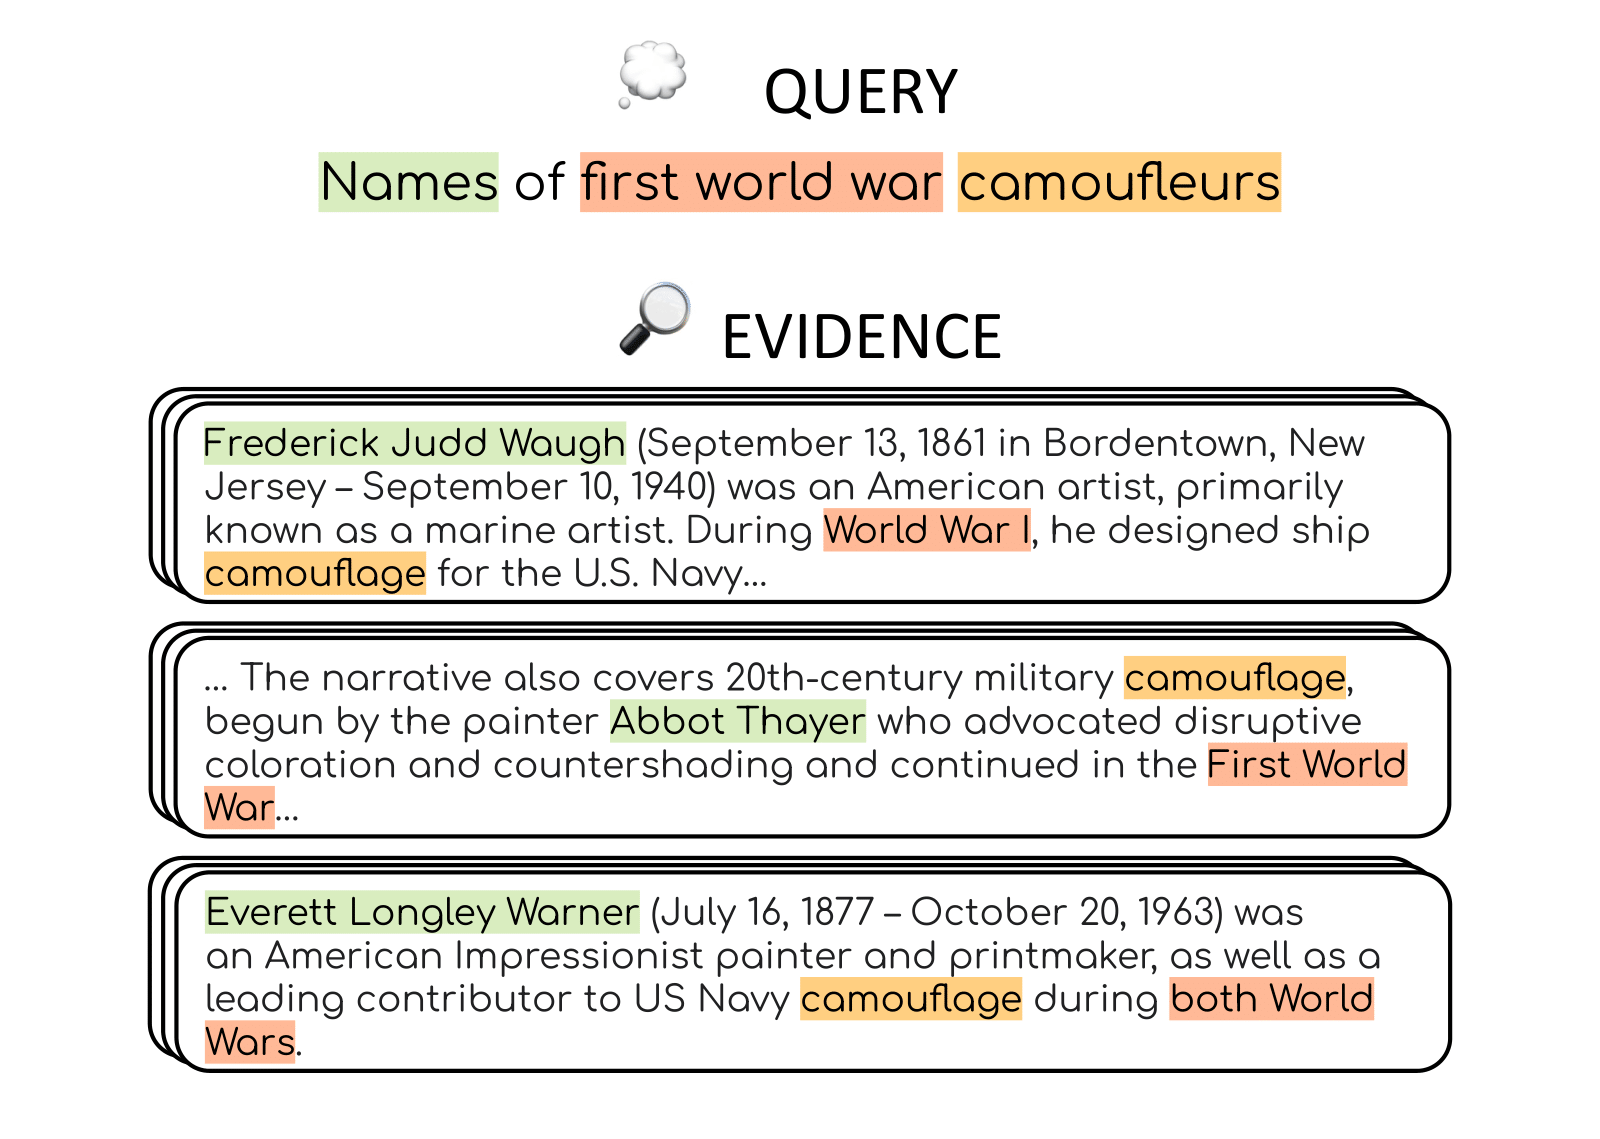 QUERY
Names of first world war camoufleurs
EVIDENCE
Frederick Judd Waugh (September 13, 1861 in Bordentown, New
Jersey – September 10, 1940) was an American artist, primarily
known as a marine artist. During World War I, he designed ship
camouflage for the U.S. Navy...
... The narrative also covers 20th-century military camouflage,
begun by the painter Abbot Thayer who advocated disruptive
coloration and countershading and continued in the First World
War...
Everett Longley Warner (July 16, 1877 – October 20, 1963) was
an American Impressionist painter and printmaker, as well as a
leading contributor to US Navy camouflage during both World
Wars.